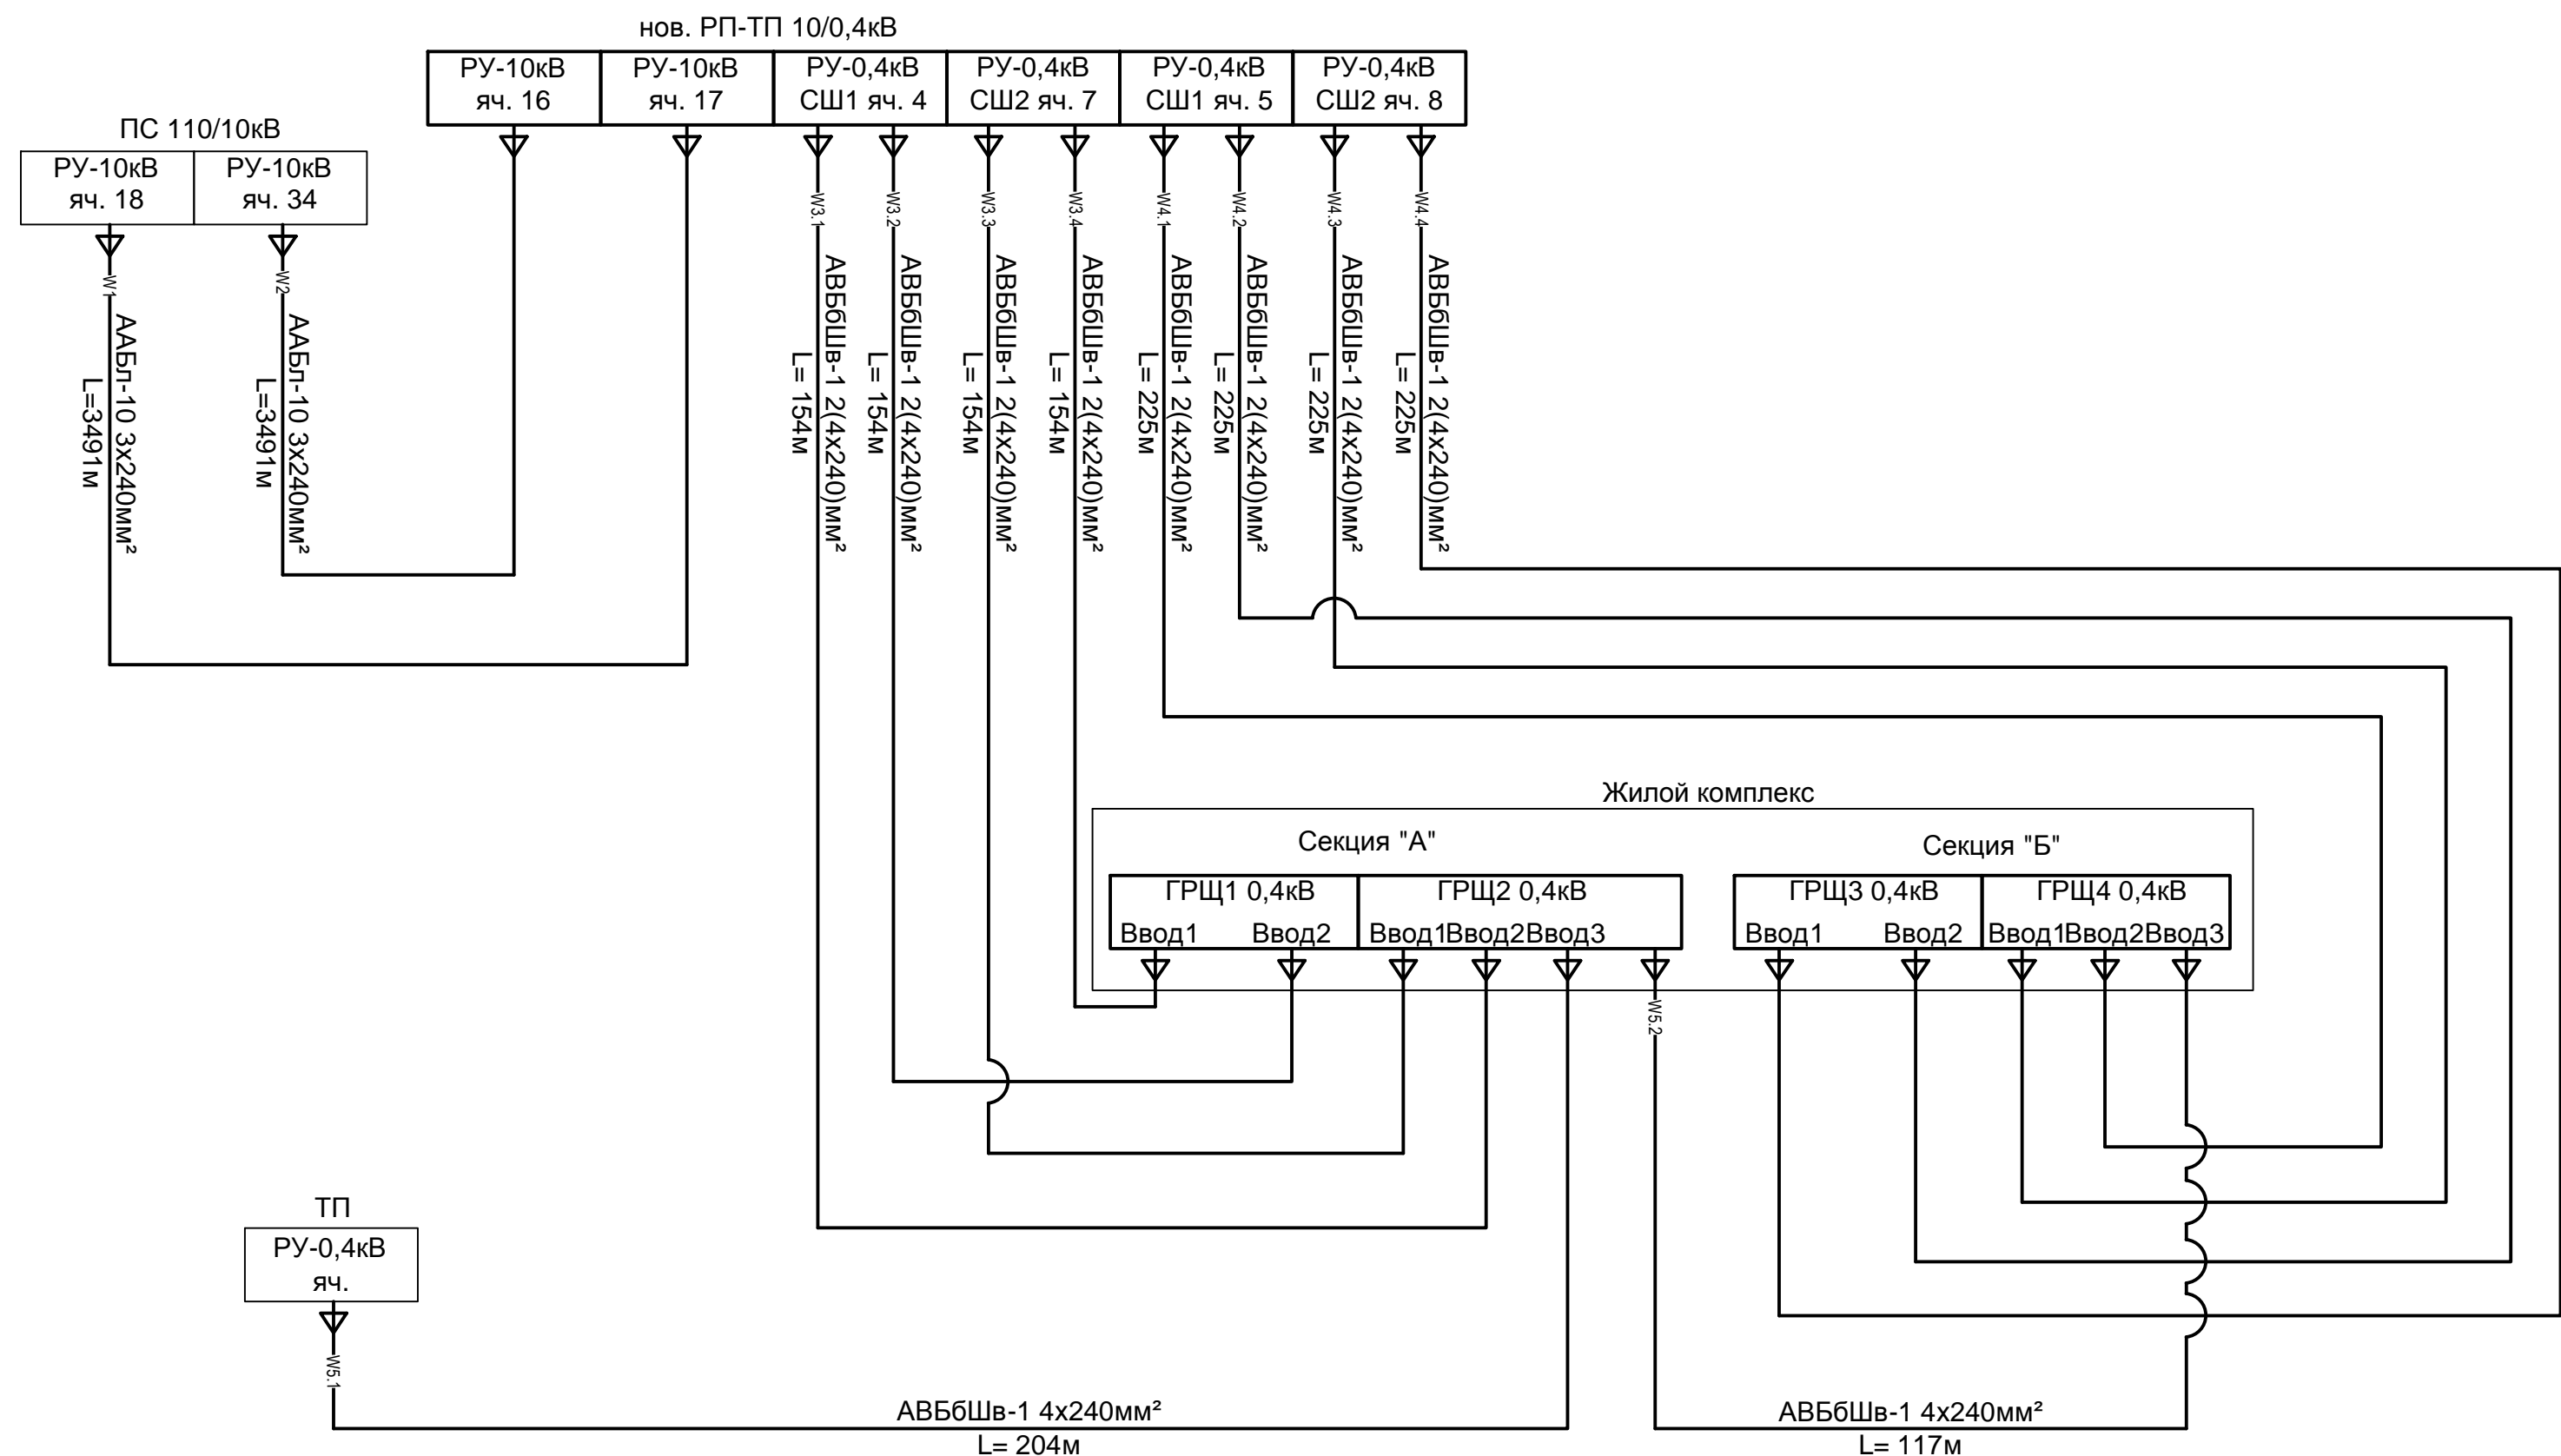 нов. РП-ТП 10/0,4кВ
РУ-10кВ
яч. 16
РУ-10кВ
яч. 17
РУ-0,4кВ
СШ1 яч. 4
РУ-0,4кВ
СШ2 яч. 7
РУ-0,4кВ
СШ1 яч. 5
РУ-0,4кВ
СШ2 яч. 8
ПС 110/10кВ
РУ-10кВ
яч. 18
РУ-10кВ
яч. 34
W1
ААБл-10 3х240мм²
L=3491м
W2
ААБл-10 3х240мм²
L=3491м
W3.1
АВБбШв-1 2(4х240)мм²
L= 154м
W3.2
АВБбШв-1 2(4х240)мм²
L= 154м
W3.3
АВБбШв-1 2(4х240)мм²
L= 154м
W3.4
АВБбШв-1 2(4х240)мм²
L= 154м
W4.1
АВБбШв-1 2(4х240)мм²
L= 225м
W4.2
АВБбШв-1 2(4х240)мм²
L= 225м
W4.3
АВБбШв-1 2(4х240)мм²
L= 225м
W4.4
АВБбШв-1 2(4х240)мм²
L= 225м
Жилой комплекс
Секция "А"
ГРЩ1 0,4кВ
Ввод1 Ввод2
ГРЩ2 0,4кВ
Ввод1 Ввод2 Ввод3
Секция "Б"
ГРЩ3 0,4кВ
Ввод1 Ввод2
ГРЩ4 0,4кВ
Ввод1 Ввод2 Ввод3
W5.2
ТП
РУ-0,4кВ
яч.
W5.1
АВБбШв-1 4х240мм²
L= 204м
АВБбШв-1 4х240мм²
L= 117м